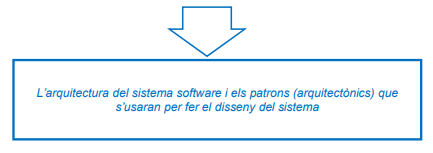 L'arquitectura del sistema software i els patrons (arquitectònics) que
s'usaran per fer el disseny del sistema